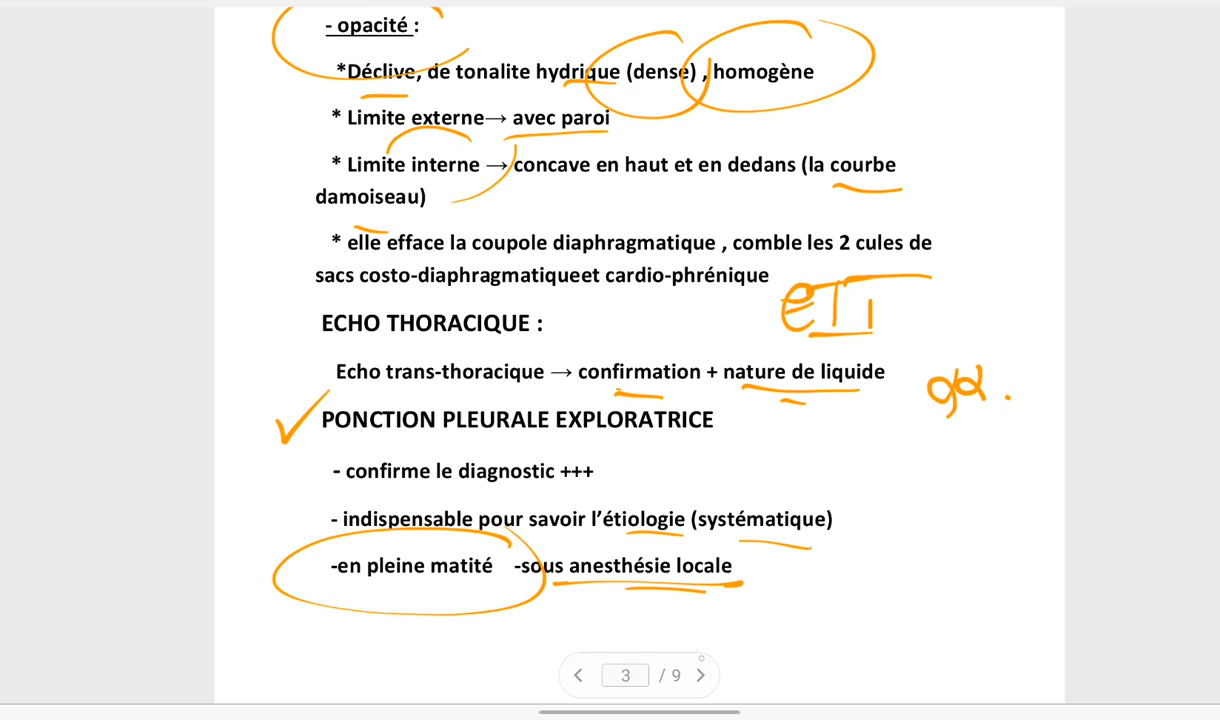 - opacité :
*Déclive, de tonalite hydrique (dense) , homogène
* Limite externe→ avec paroi
* Limite interne → concave en haut et en dedans (la courbe
damoiseau)
* elle efface la coupole diaphragmatique , comble les 2 cules de
sacs costo-diaphragmatiqueet cardio-phrénique
ECHO THORACIQUE :
Echo trans-thoracique → confirmation + nature de liquide
PONCTION PLEURALE EXPLORATRICE
- confirme le diagnostic +++
- indispensable pour savoir l’étiologie (systématique)
-en pleine matité -sous anesthésie locale
3 / 9